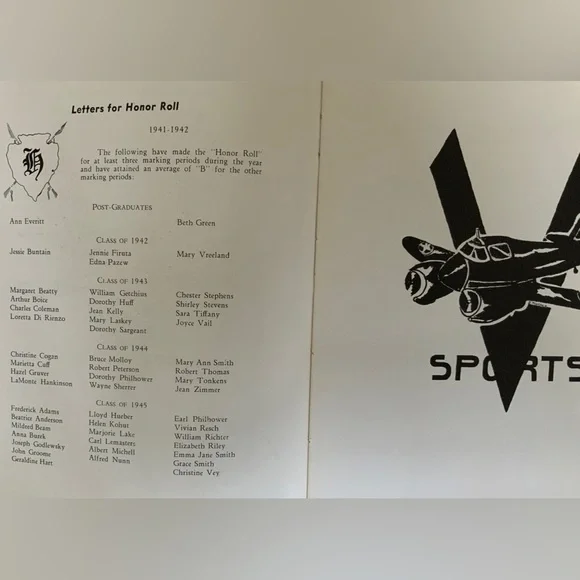 Letters for Honor Roll
1941-1942
H
The following have made the "Honor Roll"
for at least three marking periods during the year
and have attained an average of "B" for the other
marking periods:
POST-GRADUATES
Ann Everitt Beth Green
CLASS OF 1942
Jessie Buntain Jennie Firuta Mary Vreeland
Edna Pazew
CLASS OF 1943
Margaret Beatty William Getchius Chester Stephens
Arthur Boice Dorothy Huff Shirley Stevens
Charles Coleman Jean Kelly Sara Tiffany
Loretta Di Rienzo Mary Laskey Joyce Vail
Dorothy Sargeant
CLASS OF 1944
Christine Cogan Bruce Molloy Mary Ann Smith
Marietta Cuff Robert Peterson Robert Thomas
Hazel Gruver Dorothy Philhower Mary Tonkens
LaMonte Hankinson Wayne Sherrer Jean Zimmer
CLASS OF 1945
Frederick Adams Lloyd Hueber Earl Philhower
Beatrice Anderson Helen Kohut Vivian Resch
Mildred Beam Marjorie Lake William Richter
Anna Burik Carl Lemasters Elizabeth Riley
Joseph Godlewsky Albert Michell Emma Jane Smith
John Groome Alfred Nunn Grace Smith
Geraldine Hart Christine Vey
V
SPORTS